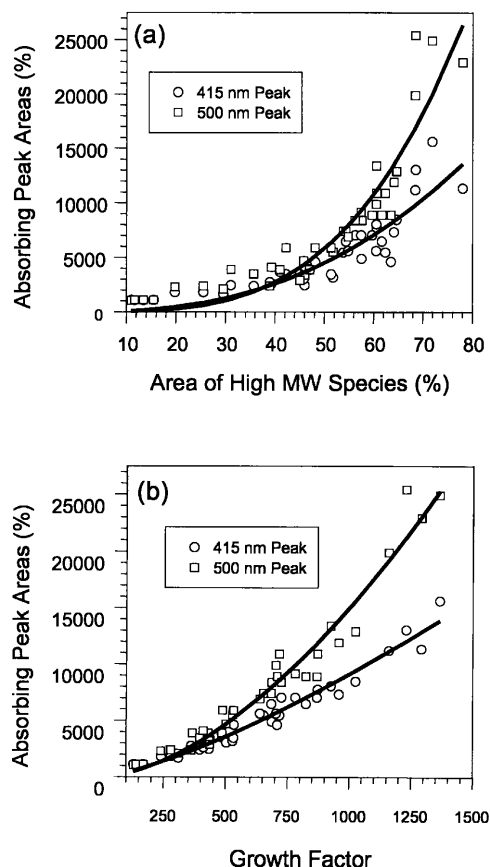 (a)
415 nm Peak
500 nm Peak
Absorbing Peak Areas (%)
25000
20000
15000
10000
5000
0
10 20 30 40 50 60 70 80
Area of High MW Species (%)
(b)
415 nm Peak
500 nm Peak
Absorbing Peak Areas (%)
25000
20000
15000
10000
5000
0
250 500 750 1000 1250 1500
Growth Factor